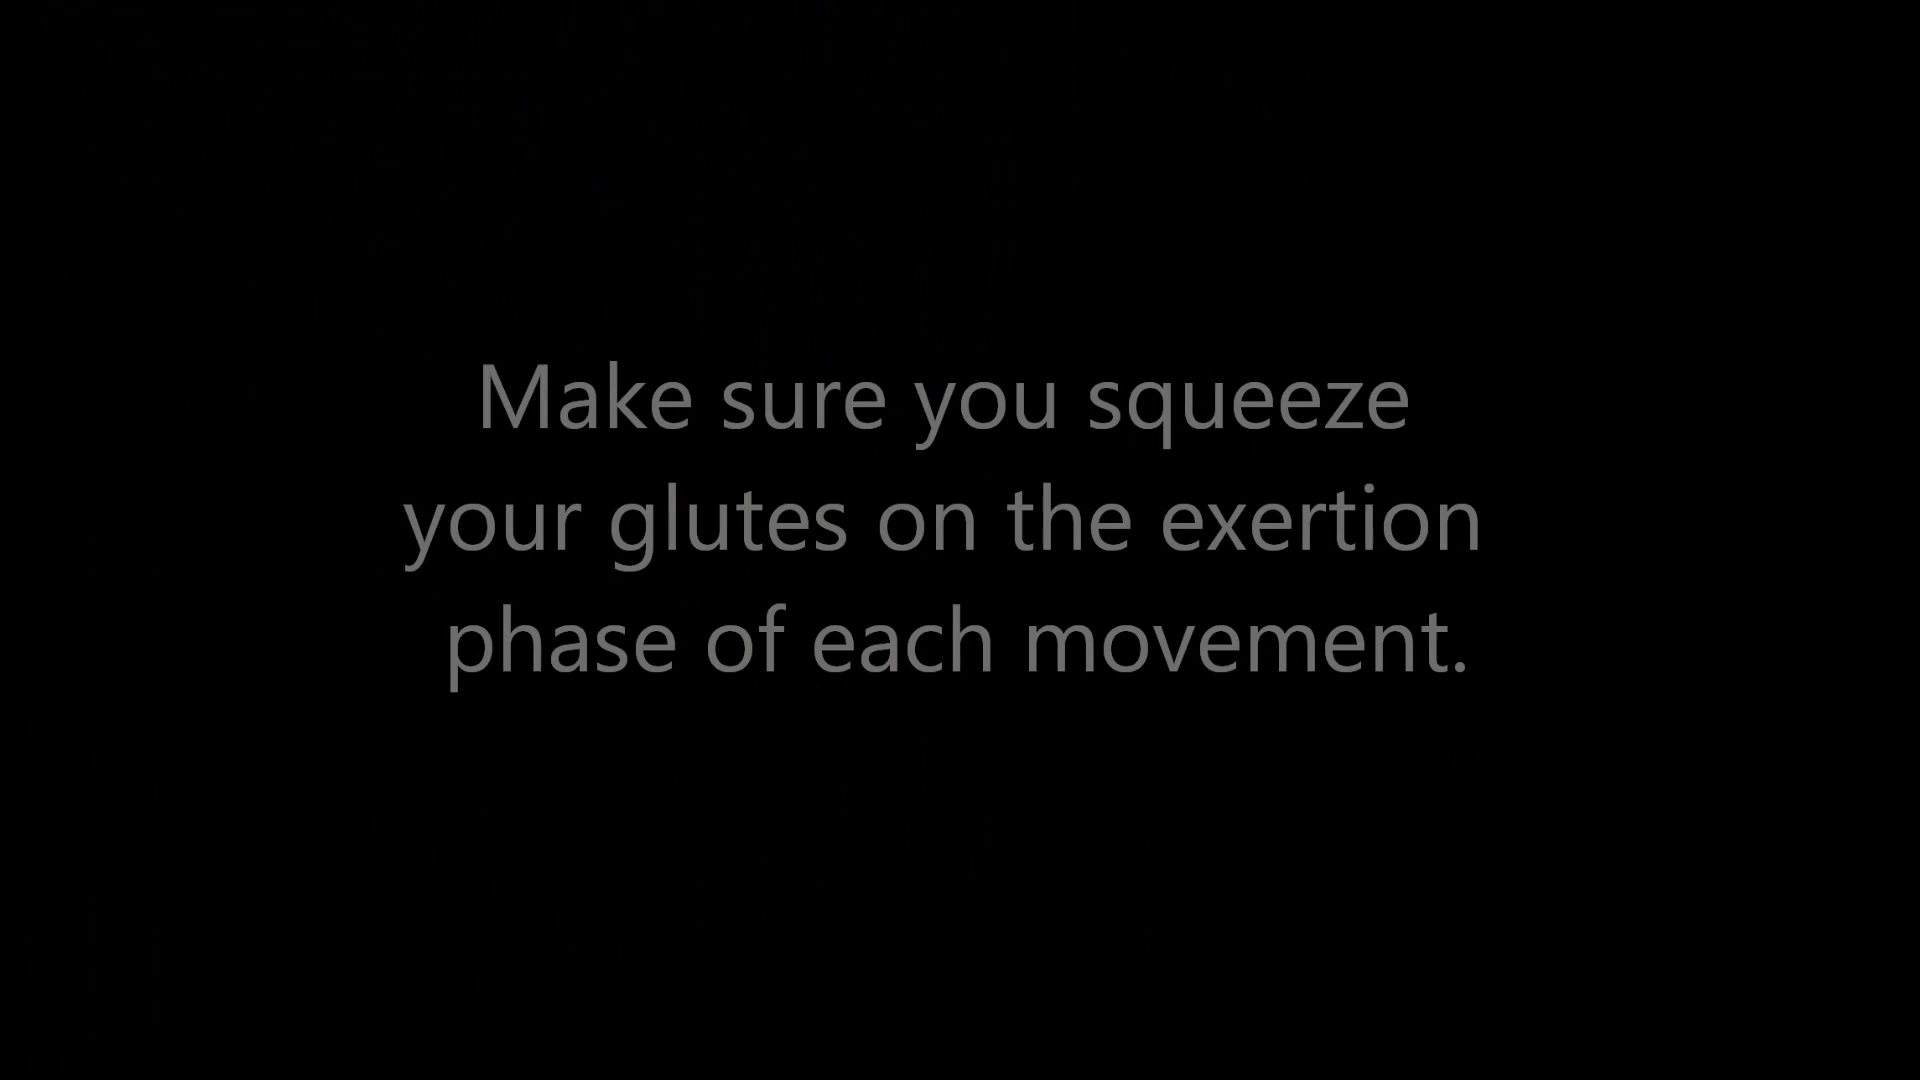 Make sure you squeeze
your glutes on the exertion
phase of each movement.